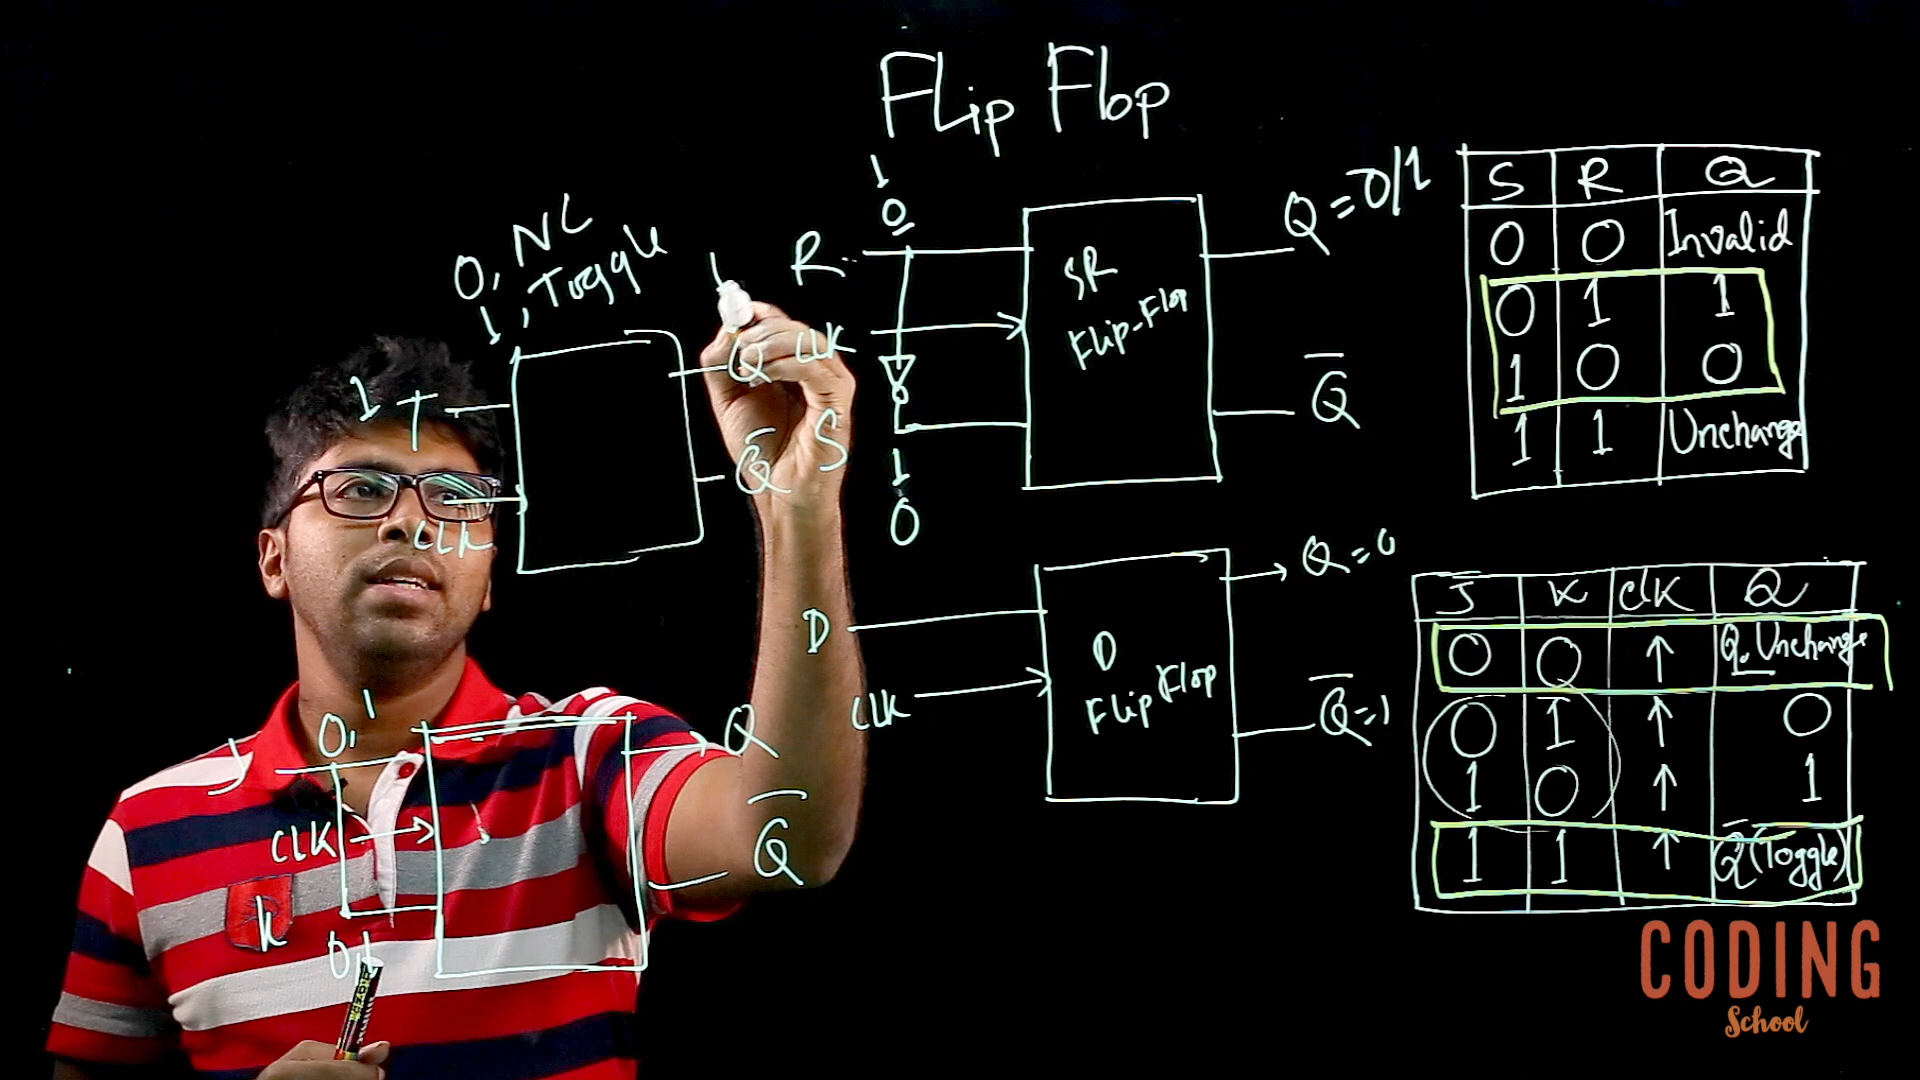 Flip Flop
0, NC
1, Toggle
1 T
CLK
Q
Q̅
1
1
0
R
CLK
S
1
0
SR
Flip-Flop
Q = 0/1
Q̅
S R Q
0 0 Invalid
0 1 1
1 0 0
1 1 Unchange
D
CLK
D
Flip Flop
Q = 0
Q̅ = 1
J K CLK Q
0 0 ↑ Q. Unchange
0 1 ↑ 0
1 0 ↑ 1
1 1 ↑ Q̅ (Toggle)
J
0, 1
CLK
K
0, 1
Q
Q̅
CODING
School